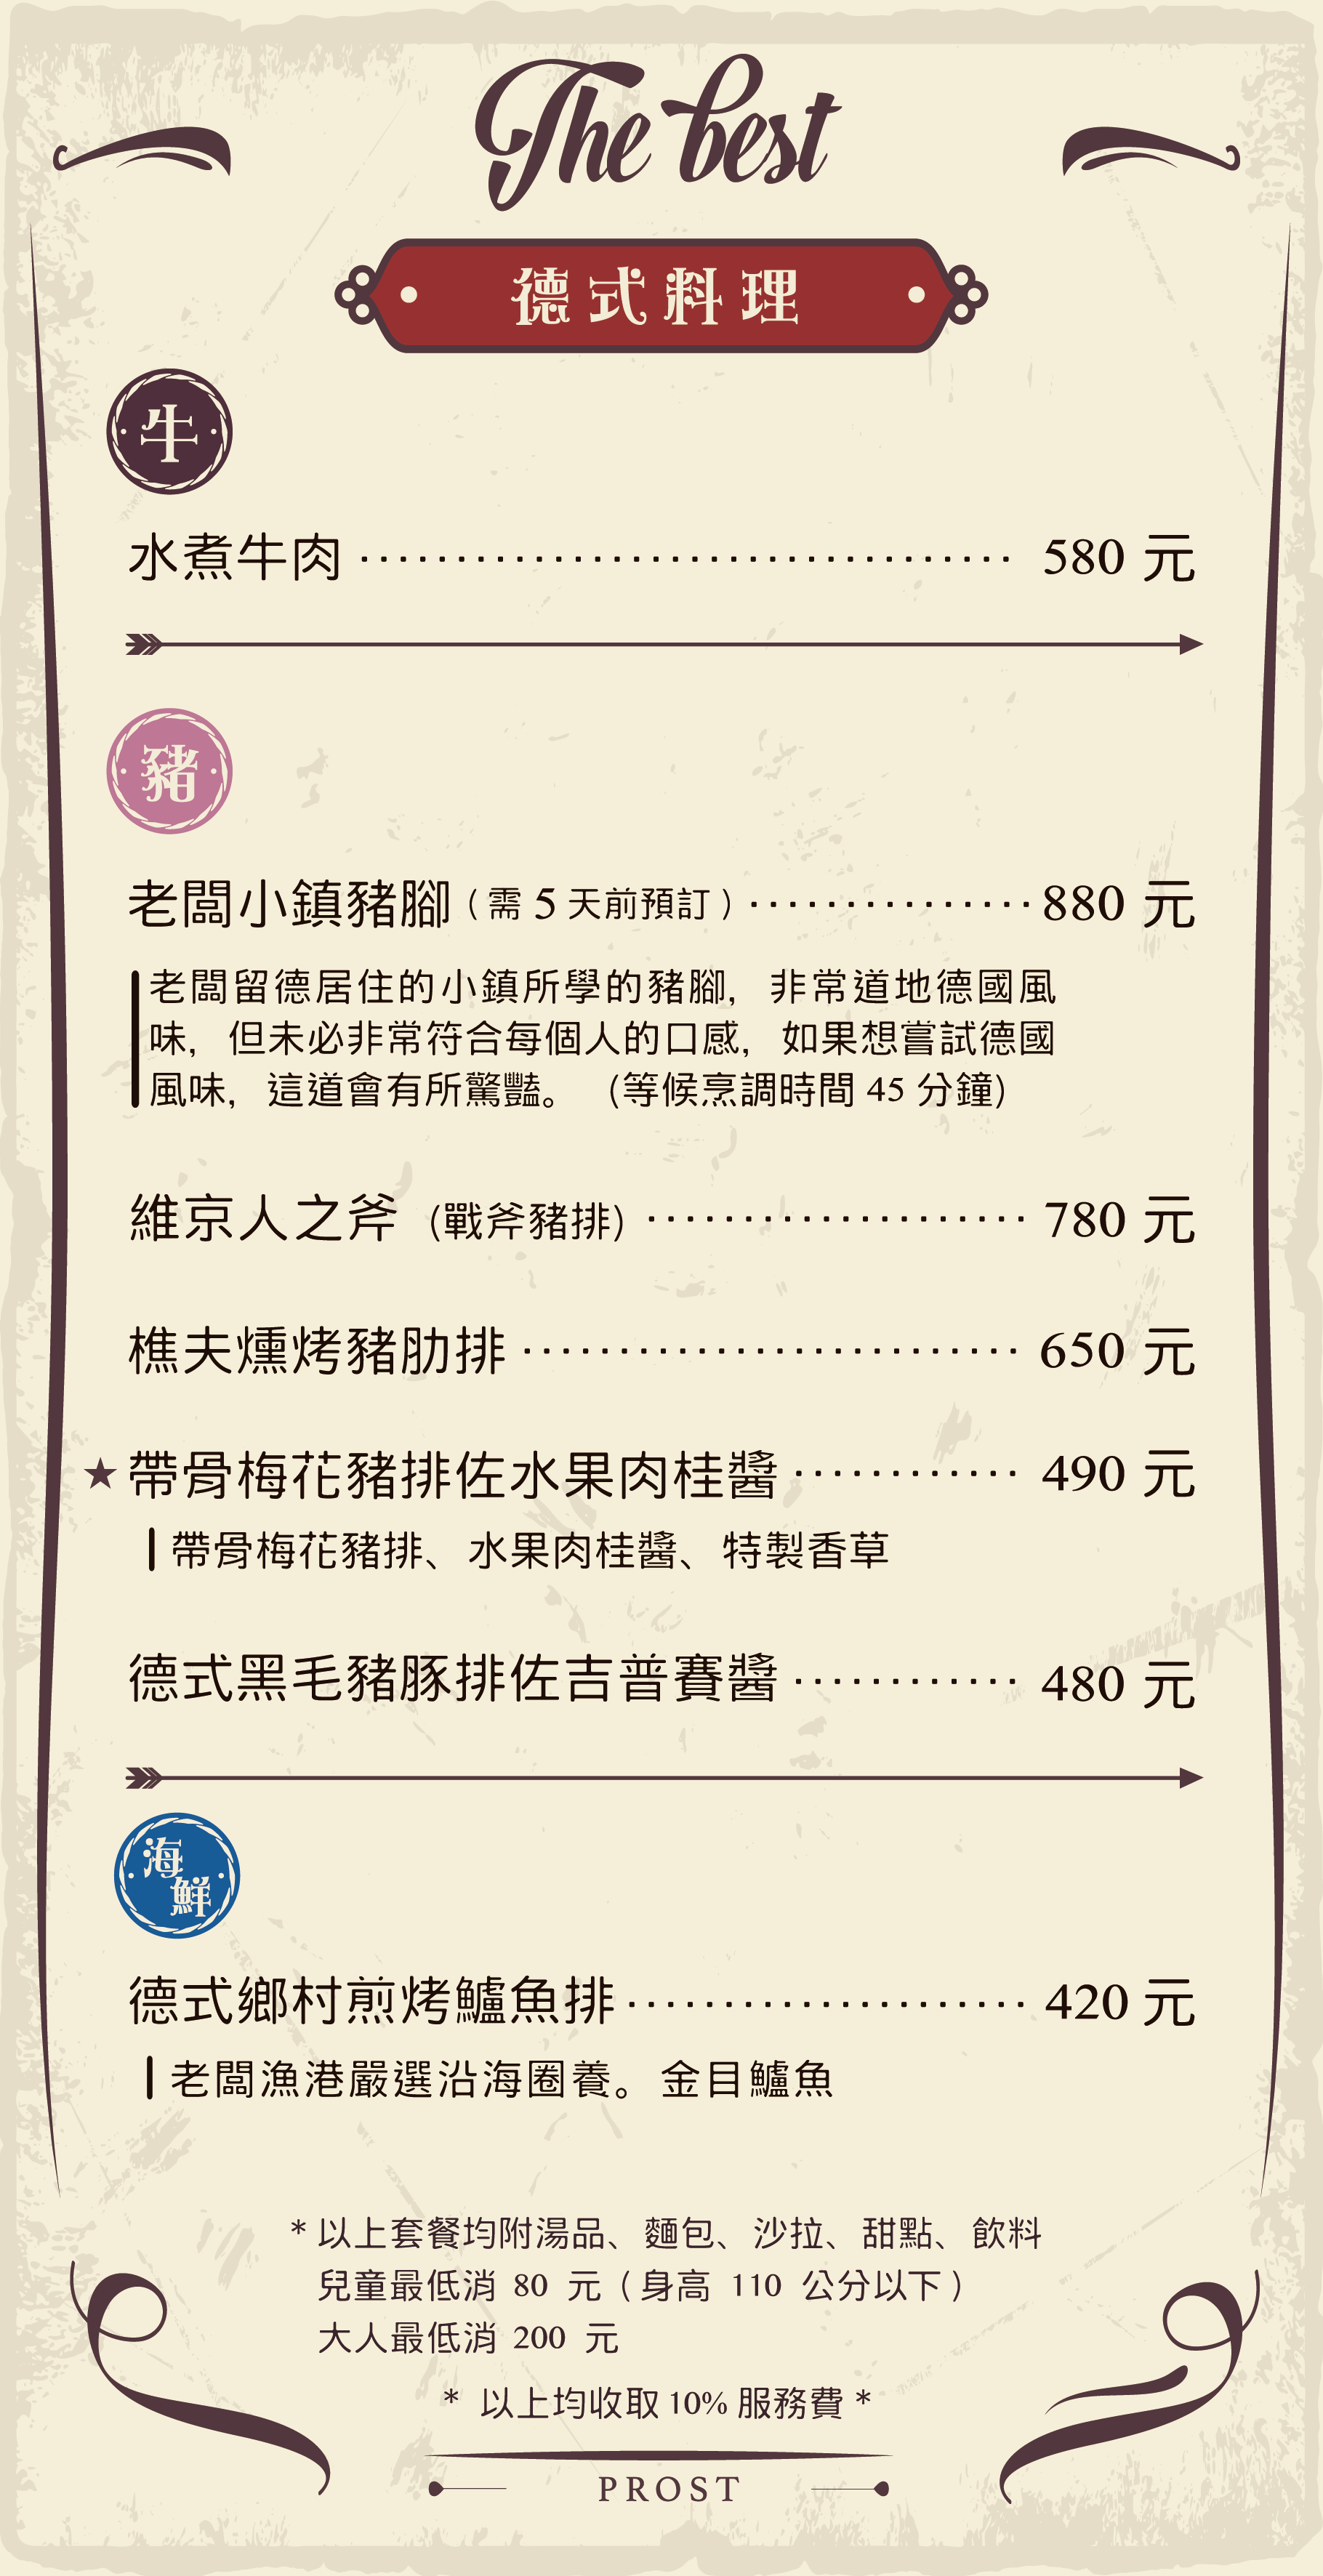 The best
德式料理
牛
水煮牛肉 ·································· 580 元
豬
老闆小鎮豬腳 ( 需 5 天前預訂 ) ··············· 880 元
老闆留德居住的小鎮所學的豬腳, 非常道地德國風
味, 但未必非常符合每個人的口感, 如果想嘗試德國
風味, 這道會有所驚豔。 (等候烹調時間 45 分鐘)
維京人之斧 (戰斧豬排) ···················· 780 元
樵夫燻烤豬肋排 ·························· 650 元
★ 帶骨梅花豬排佐水果肉桂醬 ············ 490 元
帶骨梅花豬排、水果肉桂醬、特製香草
德式黑毛豬豚排佐吉普賽醬 ············ 480 元
海鮮
德式鄉村煎烤鱸魚排 ····················· 420 元
老闆漁港嚴選沿海圈養。金目鱸魚
* 以上套餐均附湯品、麵包、沙拉、甜點、飲料
兒童最低消 80 元 ( 身高 110 公分以下 )
大人最低消 200 元
* 以上均收取 10% 服務費 *
PROST